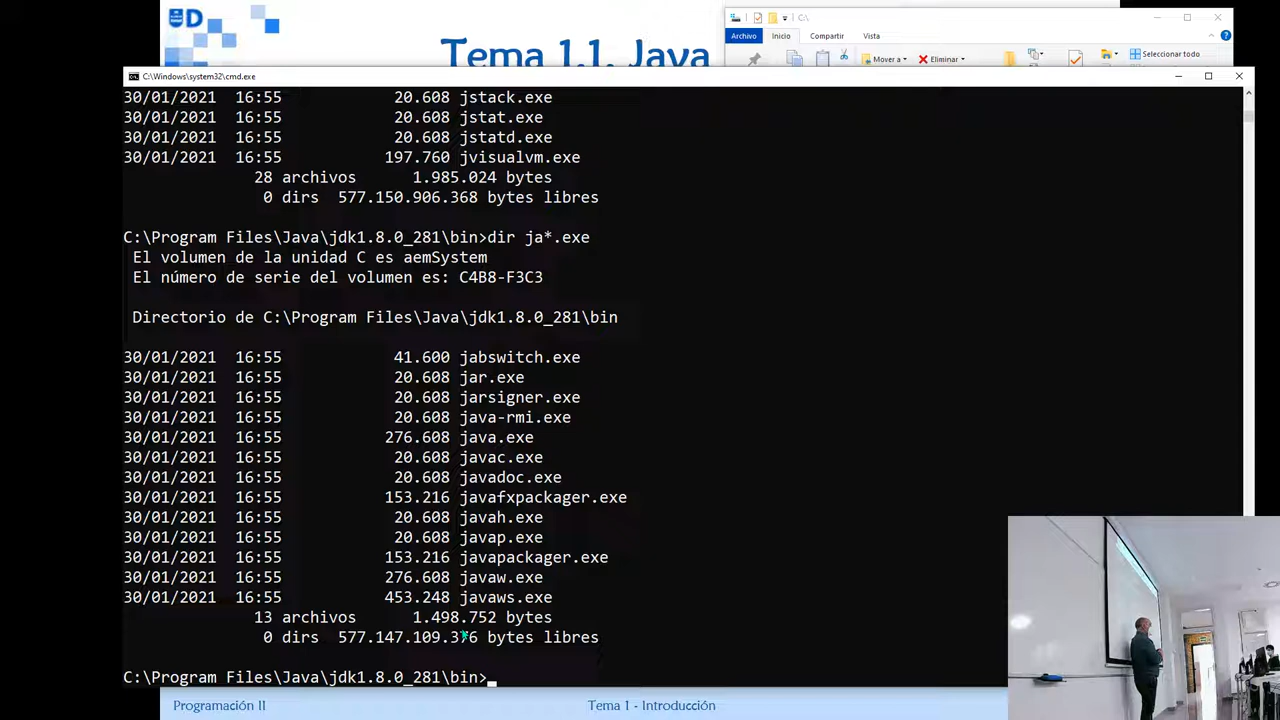 D
Tema 1.1. Java
C:\
Archivo Inicio Compartir Vista
Mover a Eliminar Seleccionar todo
C:\Windows\system32\cmd.exe
30/01/2021 16:55 20.608 jstack.exe
30/01/2021 16:55 20.608 jstat.exe
30/01/2021 16:55 20.608 jstatd.exe
30/01/2021 16:55 197.760 jvisualvm.exe
28 archivos 1.985.024 bytes
0 dirs 577.150.906.368 bytes libres
C:\Program Files\Java\jdk1.8.0_281\bin>dir ja*.exe
El volumen de la unidad C es aemSystem
El número de serie del volumen es: C4B8-F3C3
Directorio de C:\Program Files\Java\jdk1.8.0_281\bin
30/01/2021 16:55 41.600 jabswitch.exe
30/01/2021 16:55 20.608 jar.exe
30/01/2021 16:55 20.608 jarsigner.exe
30/01/2021 16:55 20.608 java-rmi.exe
30/01/2021 16:55 276.608 java.exe
30/01/2021 16:55 20.608 javac.exe
30/01/2021 16:55 20.608 javadoc.exe
30/01/2021 16:55 153.216 javafxpackager.exe
30/01/2021 16:55 20.608 javah.exe
30/01/2021 16:55 20.608 javap.exe
30/01/2021 16:55 153.216 javapackager.exe
30/01/2021 16:55 276.608 javaw.exe
30/01/2021 16:55 453.248 javaws.exe
13 archivos 1.498.752 bytes
0 dirs 577.147.109.376 bytes libres
C:\Program Files\Java\jdk1.8.0_281\bin>
Programación II Tema 1 - Introducción